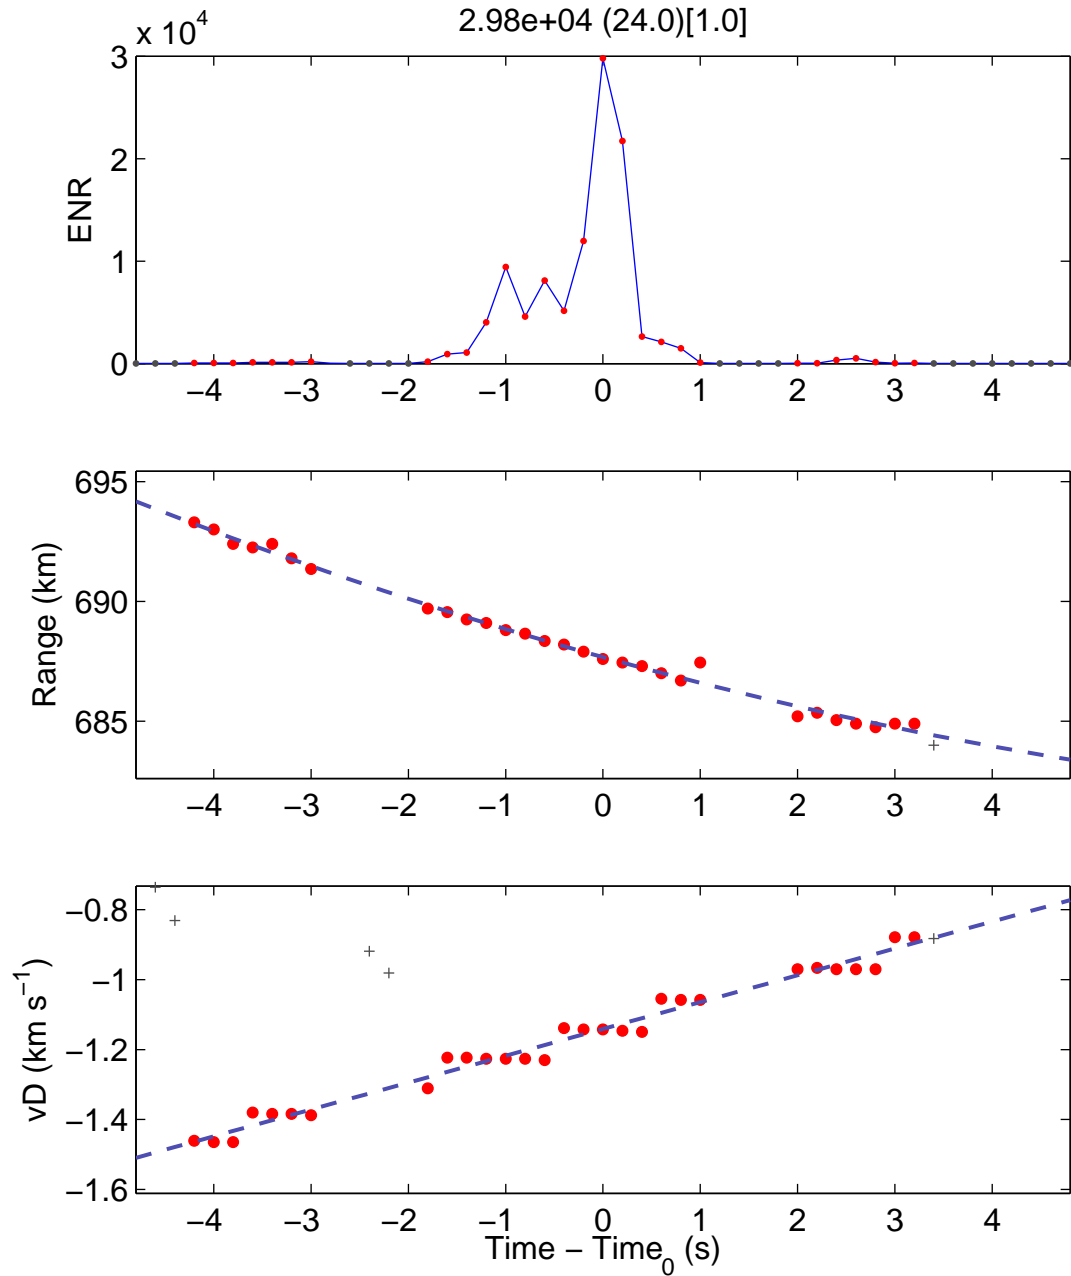 2.98e+04 (24.0)[1.0]
x 10^4
3
2
1
0
ENR
−4 −3 −2 −1 0 1 2 3 4
695
690
685
Range (km)
−4 −3 −2 −1 0 1 2 3 4
−0.8
−1
−1.2
−1.4
−1.6
vD (km s^−1)
−4 −3 −2 −1 0 1 2 3 4
Time − Time_0 (s)